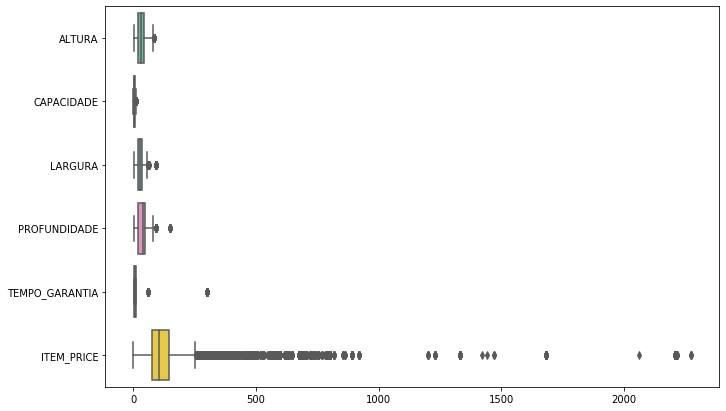 ALTURA
CAPACIDADE
LARGURA
PROFUNDIDADE
TEMPO_GARANTIA
ITEM_PRICE
0 500 1000 1500 2000